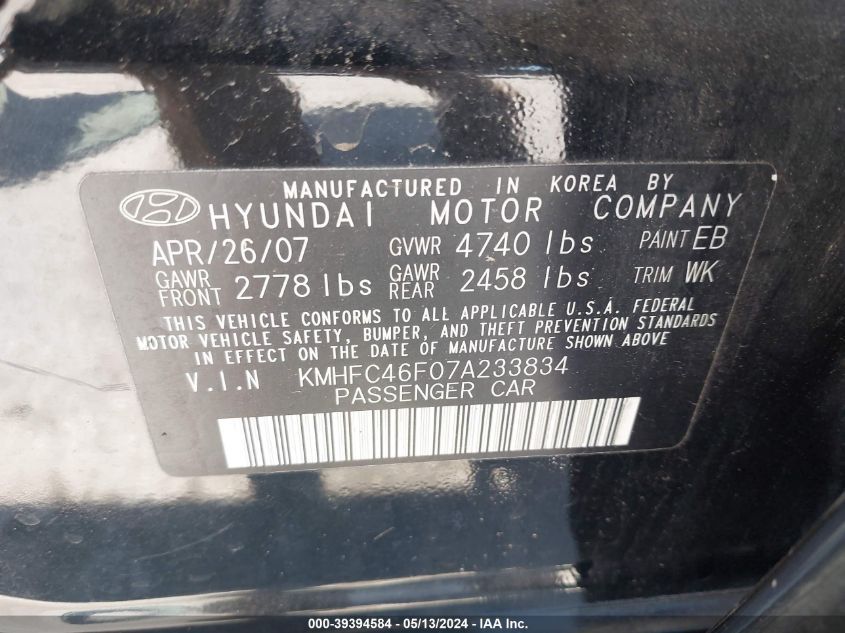 MANUFACTURED IN KOREA BY
HYUNDAI MOTOR COMPANY
APR/26/07 GVWR 4740 lbs PAINT EB
GAWR FRONT 2778 lbs GAWR REAR 2458 lbs TRIM WK
THIS VEHICLE CONFORMS TO ALL APPLICABLE U.S.A. FEDERAL
MOTOR VEHICLE SAFETY, BUMPER, AND THEFT PREVENTION STANDARDS
IN EFFECT ON THE DATE OF MANUFACTURE SHOWN ABOVE
V.I.N KMHFC46F07A233834
PASSENGER CAR
000-39394584 - 05/13/2024 - IAAI.com